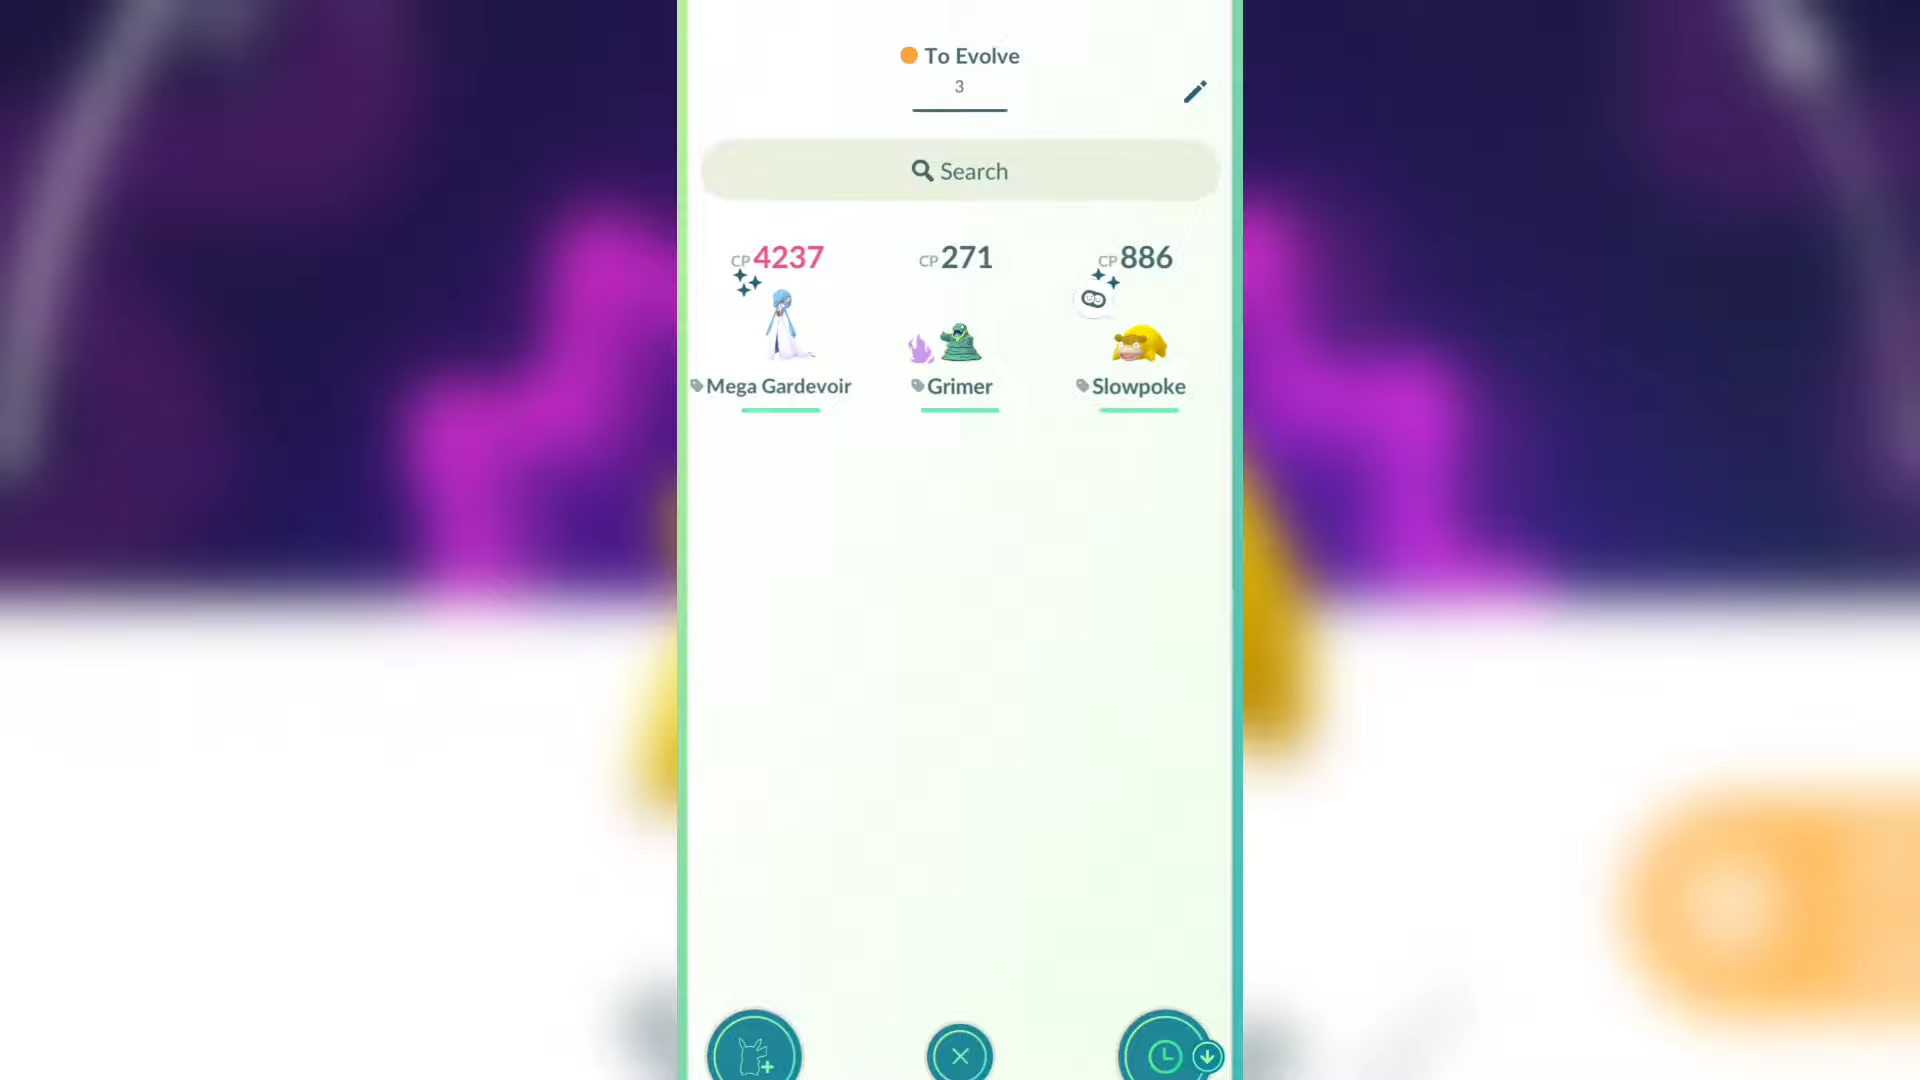 To Evolve
3
Search
CP4237 CP271 CP886
Mega Gardevoir Grimer Slowpoke